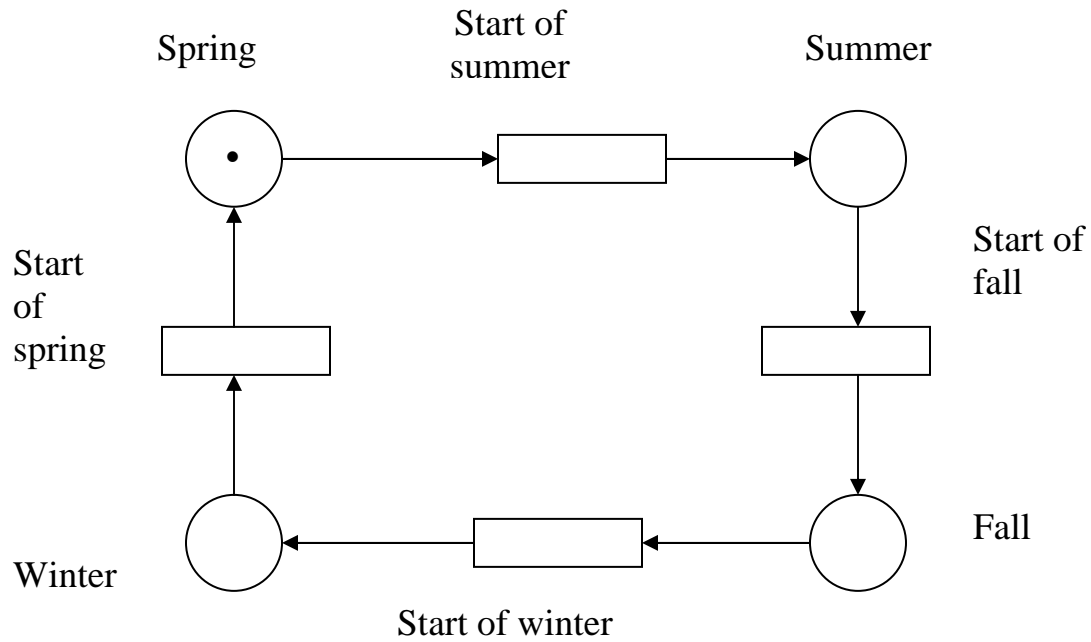 Spring
Start of
summer
Summer
Start
of
spring
Start of
fall
Winter
Start of winter
Fall